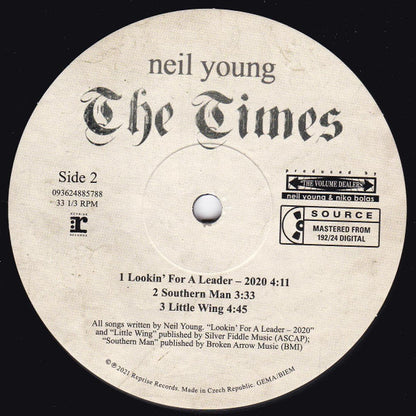 neil young
The Times
Side 2
093624885788
33 1/3 RPM
REPRISE
r
RECORDS
produced by
THE VOLUME DEALERS
neil young & niko bolas
SOURCE
MASTERED FROM
192/24 DIGITAL
1 Lookin' For A Leader – 2020 4:11
2 Southern Man 3:33
3 Little Wing 4:45
All songs written by Neil Young. "Lookin' For A Leader – 2020"
and "Little Wing" published by Silver Fiddle Music (ASCAP);
"Southern Man" published by Broken Arrow Music (BMI)
©℗2021 Reprise Records. Made in Czech Republic. GEMA/BIEM